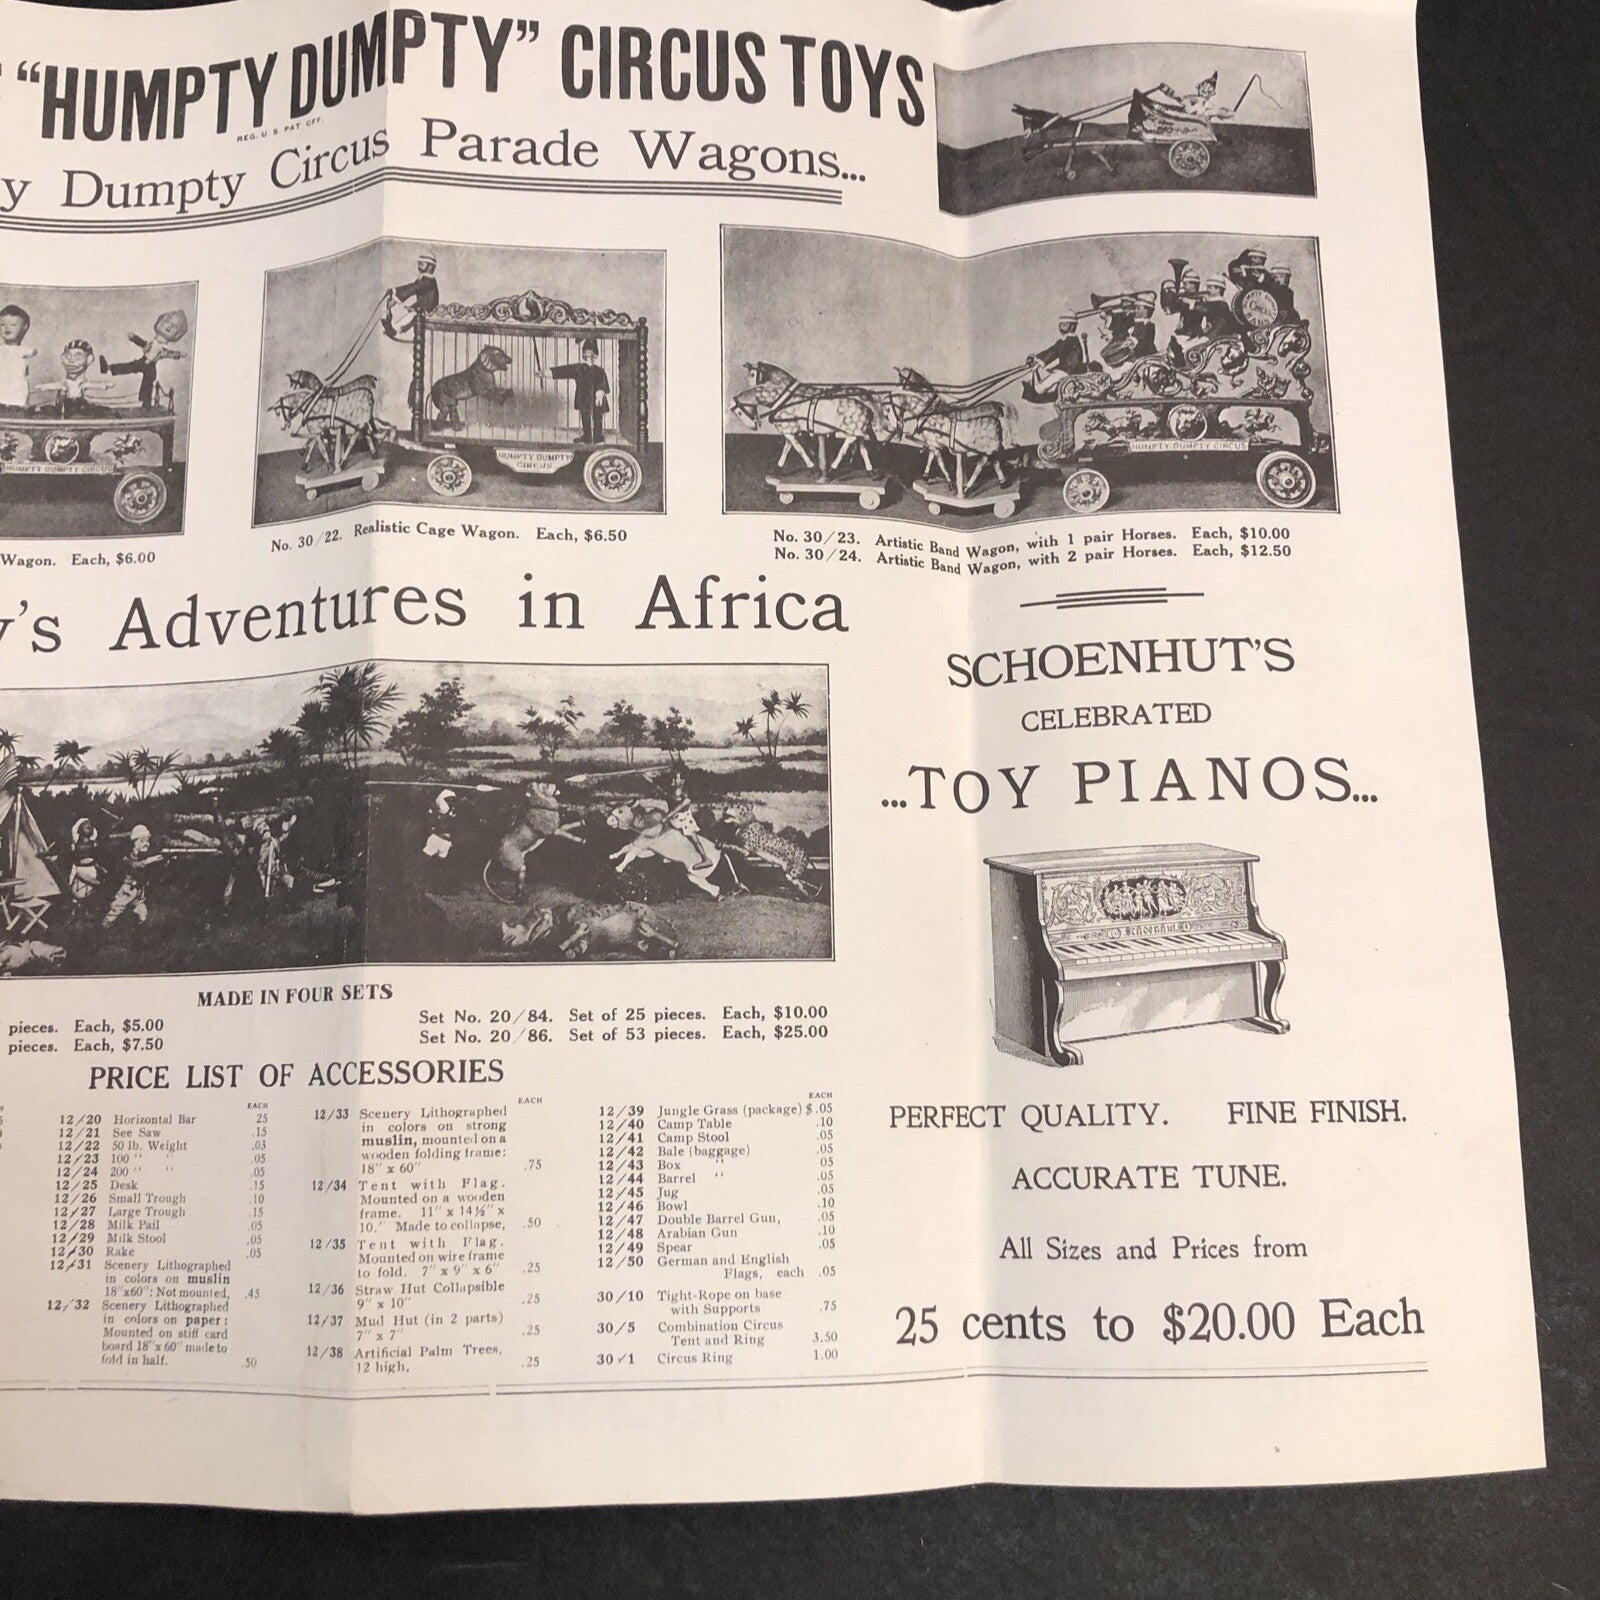 “HUMPTY DUMPTY” CIRCUS TOYS
REG. U. S. PAT. OFF.
y Dumpty Circus Parade Wagons...
HUMPTY DUMPTY CIRCUS
HUMPTY DUMPTY
CIRCUS
CIRCUS
HUMPTY DUMPTY CIRCUS
Wagon. Each, $6.00
No. 30/22. Realistic Cage Wagon. Each, $6.50
No. 30/23. Artistic Band Wagon, with 1 pair Horses. Each, $10.00
No. 30/24. Artistic Band Wagon, with 2 pair Horses. Each, $12.50
y's Adventures in Africa
MADE IN FOUR SETS
pieces. Each, $5.00
pieces. Each, $7.50
Set No. 20/84. Set of 25 pieces. Each, $10.00
Set No. 20/86. Set of 53 pieces. Each, $25.00
PRICE LIST OF ACCESSORIES
EACH
12/20 Horizontal Bar 25
12/21 See Saw .15
12/22 50 lb. Weight .03
12/23 100 " " .05
12/24 200 " " .05
12/25 Desk .15
12/26 Small Trough .10
12/27 Large Trough .15
12/28 Milk Pail .05
12/29 Milk Stool .05
12/30 Rake .05
12/31 Scenery Lithographed
in colors on muslin
18"x60": Not mounted, .45
12/32 Scenery Lithographed
in colors on paper:
Mounted on stiff card
board 18"x60" made to
fold in half. .50
EACH
12/33 Scenery Lithographed
in colors on strong
muslin, mounted on a
wooden folding frame:
18" x 60" .75
12/34 Tent with Flag.
Mounted on a wooden
frame. 11" x 14½" x
10." Made to collapse, .50
12/35 Tent with Flag.
Mounted on wire frame
to fold. 7" x 9" x 6" .25
12/36 Straw Hut Collapsible
9" x 10" .25
12/37 Mud Hut (in 2 parts)
7" x 7" .25
12/38 Artificial Palm Trees,
12 high, .25
EACH
12/39 Jungle Grass (package) $.05
12/40 Camp Table .10
12/41 Camp Stool .05
12/42 Bale (baggage) .05
12/43 Box " 05
12/44 Barrel " .05
12/45 Jug .05
12/46 Bowl .10
12/47 Double Barrel Gun, .05
12/48 Arabian Gun .10
12/49 Spear .05
12/50 German and English
Flags, each .05
30/10 Tight-Rope on base
with Supports .75
30/5 Combination Circus
Tent and Ring 3.50
30/1 Circus Ring 1.00
SCHOENHUT'S
CELEBRATED
...TOY PIANOS...
Schoenhut
PERFECT QUALITY. FINE FINISH.
ACCURATE TUNE.
All Sizes and Prices from
25 cents to $20.00 Each